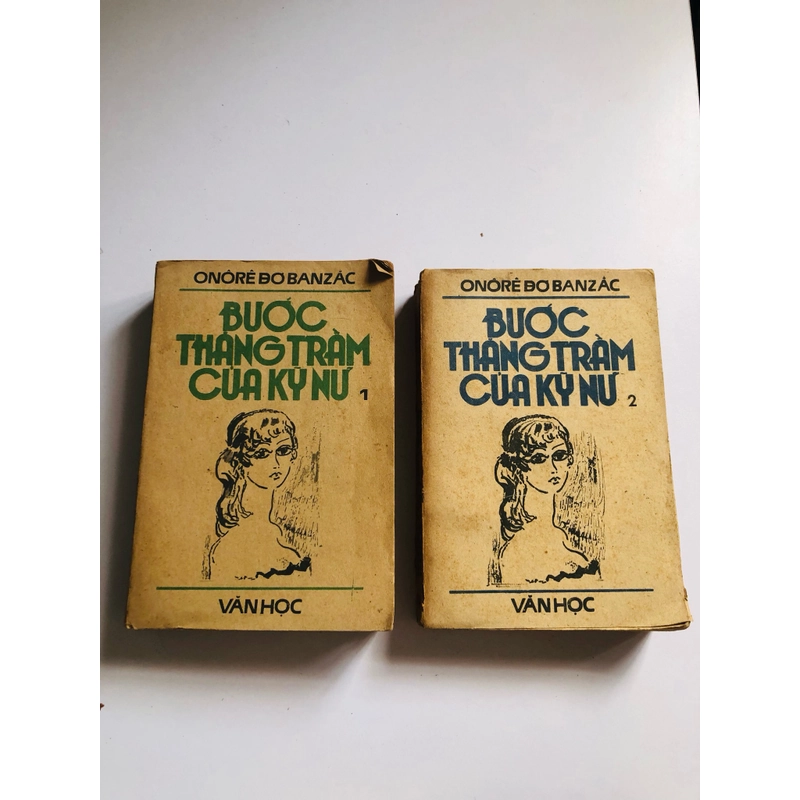 ONÔRÊ ĐƠ BANZĂC
BƯỚC
THĂNG TRẦM
CỦA KỸ NỮ 1
VĂN HỌC
ONÔRÊ ĐƠ BANZĂC
BƯỚC
THĂNG TRẦM
CỦA KỸ NỮ 2
VĂN HỌC